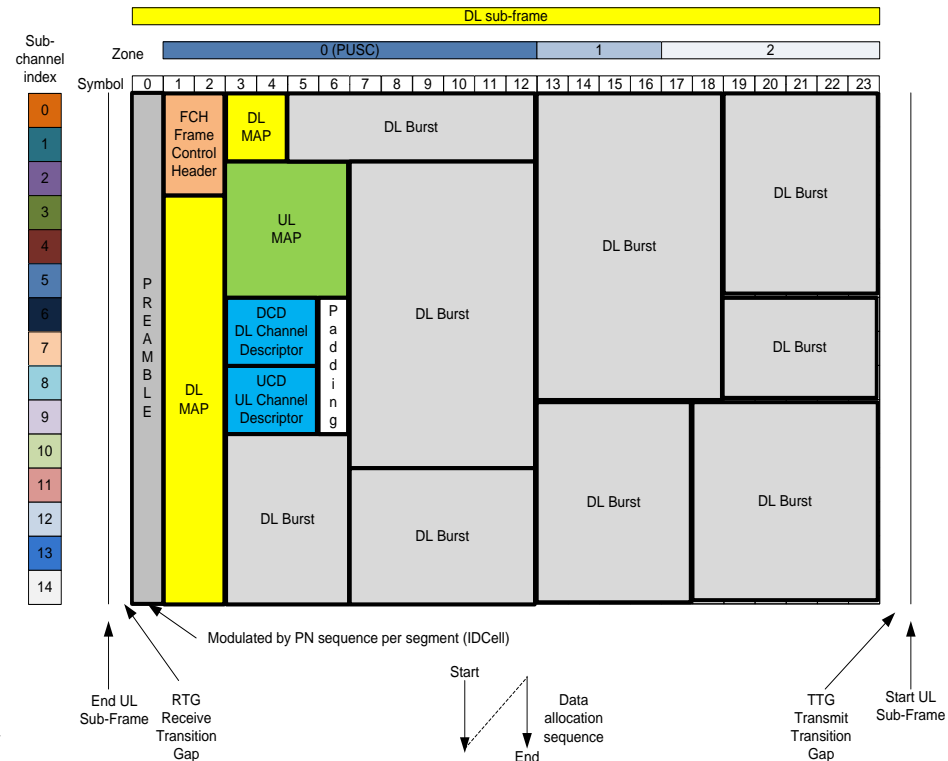 DL sub-frame
Sub-
channel
index
Zone
0 (PUSC)
1
2
Symbol
0 1 2 3 4 5 6 7 8 9 10 11 12 13 14 15 16 17 18 19 20 21 22 23
0
1
2
3
4
5
6
7
8
9
10
11
12
13
14
P
R
E
A
M
B
L
E
FCH
Frame
Control
Header
DL
MAP
DL
MAP
DL Burst
UL
MAP
DCD
DL Channel
Descriptor
UCD
UL Channel
Descriptor
P
a
d
d
i
n
g
DL Burst
DL Burst
DL Burst
DL Burst
DL Burst
DL Burst
DL Burst
DL Burst
Modulated by PN sequence per segment (IDCell)
End UL
Sub-Frame
RTG
Receive
Transition
Gap
Start
End
Data
allocation
sequence
TTG
Transmit
Transition
Gap
Start UL
Sub-Frame